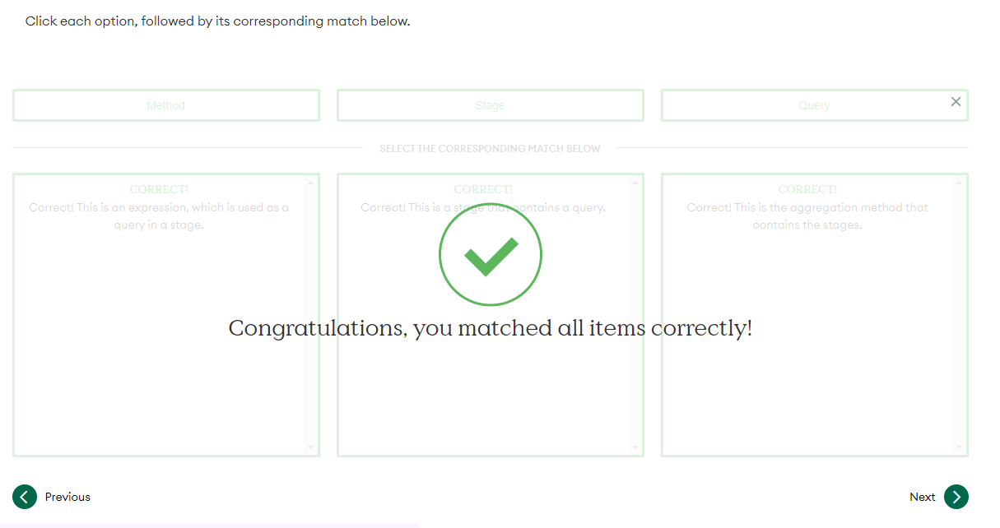 Click each option, followed by its corresponding match below.
Method
Stage
Query
SELECT THE CORRESPONDING MATCH BELOW
CORRECT!
Correct! This is an expression, which is used as a
query in a stage.
CORRECT!
Correct! This is a stage that contains a query.
CORRECT!
Correct! This is the aggregation method that
contains the stages.
Congratulations, you matched all items correctly!
Previous
Next